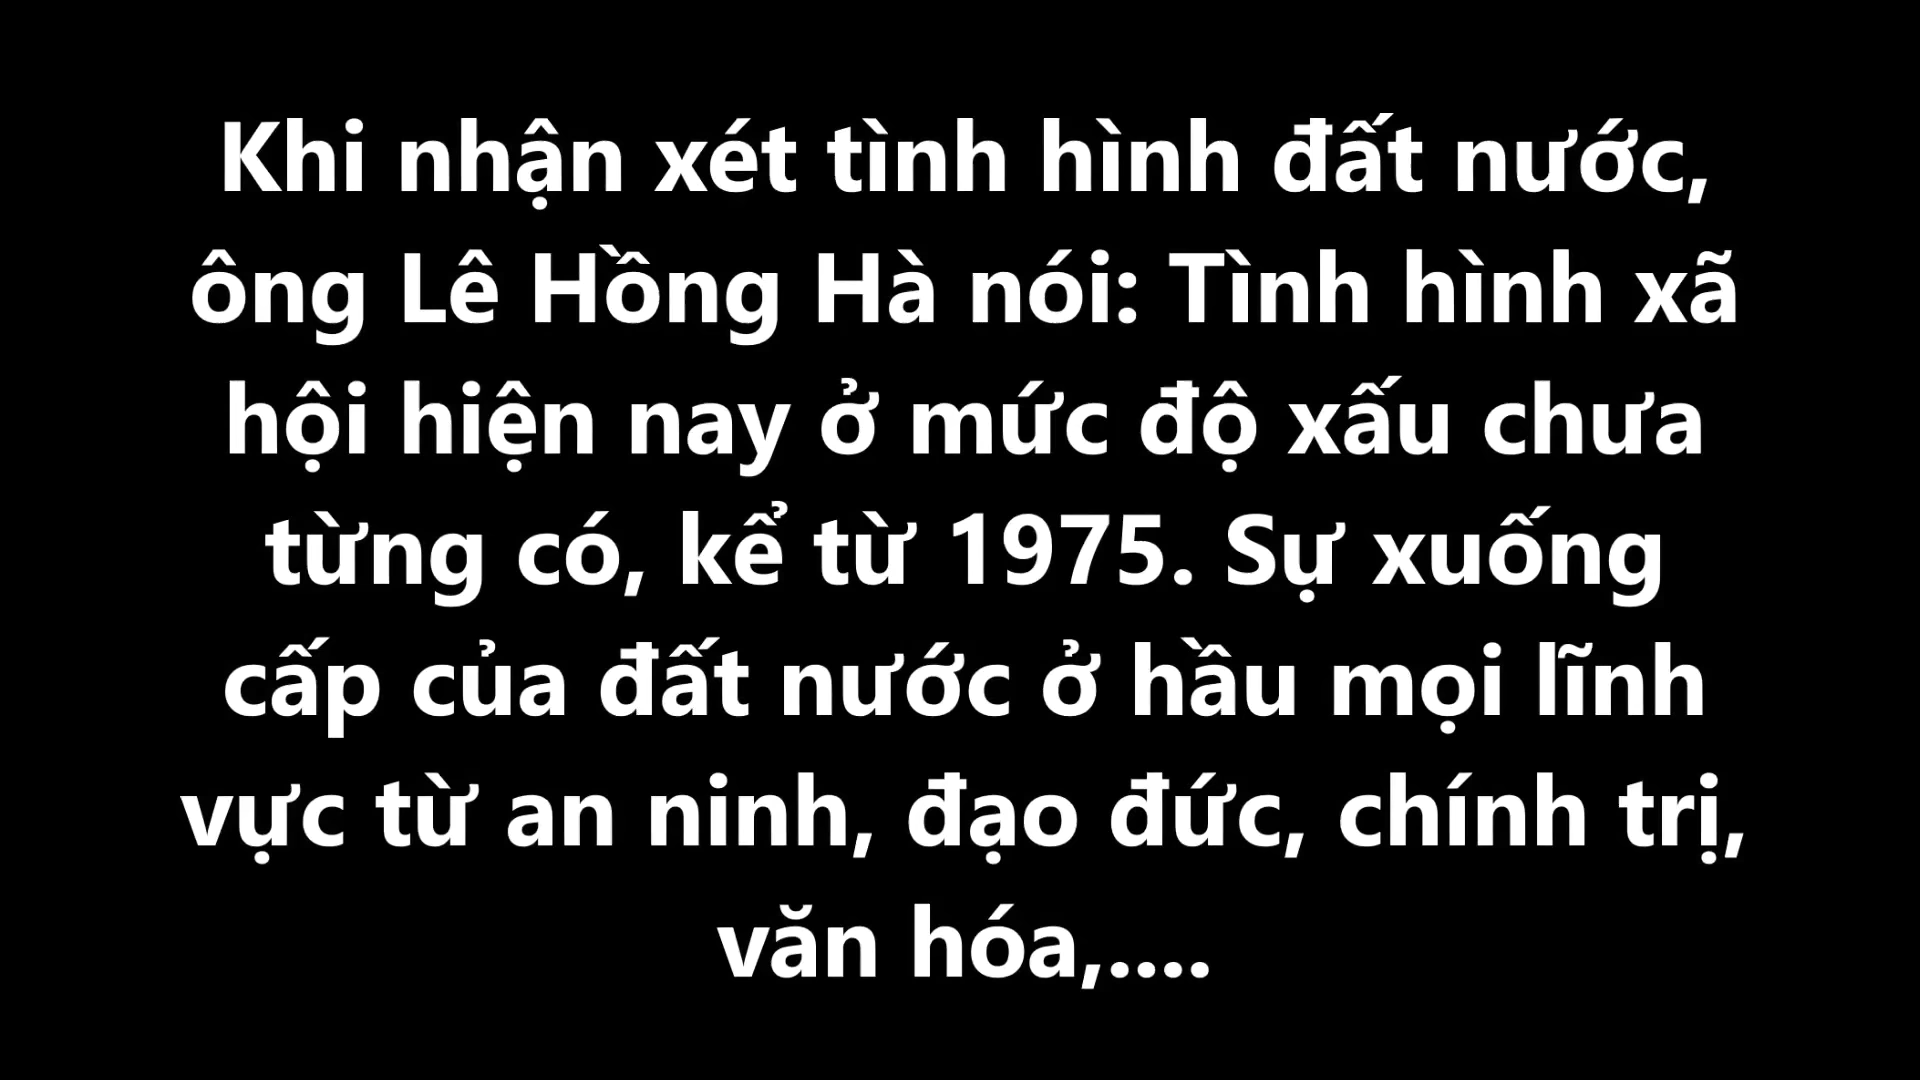 Khi nhận xét tình hình đất nước,
ông Lê Hồng Hà nói: Tình hình xã
hội hiện nay ở mức độ xấu chưa
từng có, kể từ 1975. Sự xuống
cấp của đất nước ở hầu mọi lĩnh
vực từ an ninh, đạo đức, chính trị,
văn hóa,....